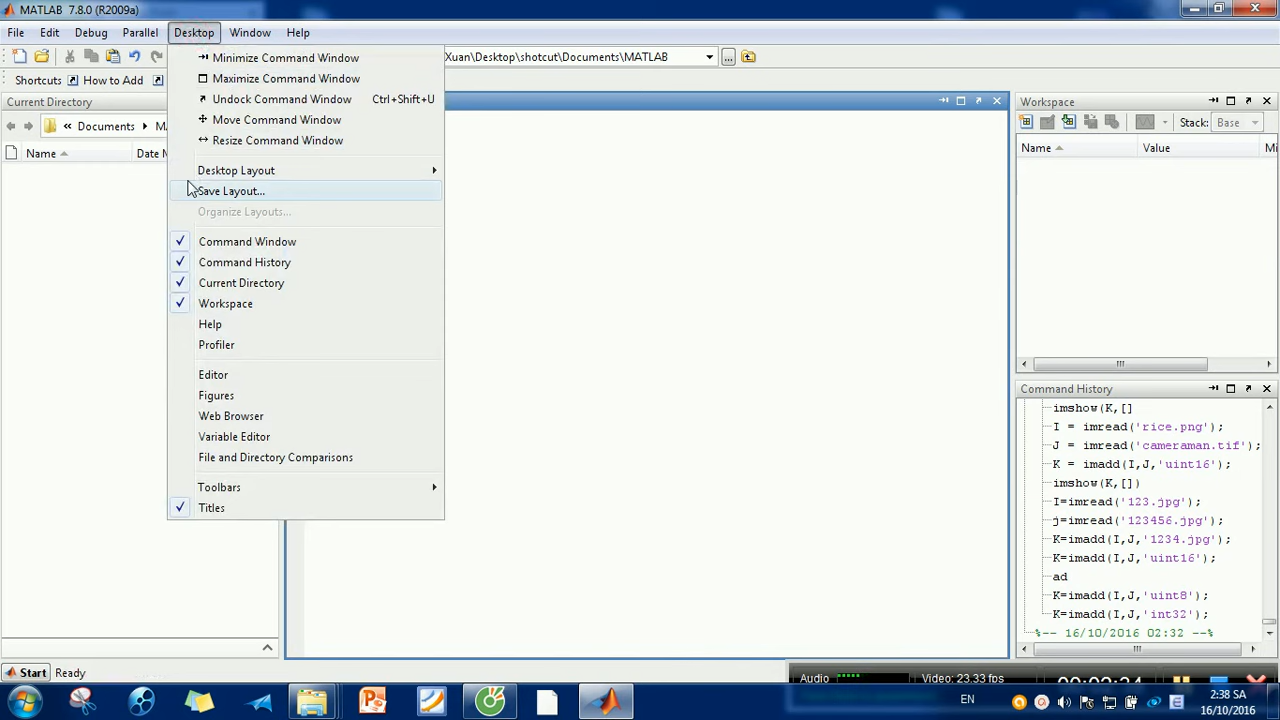 MATLAB 7.8.0 (R2009a)
File Edit Debug Parallel Desktop Window Help
Xuan\Desktop\shotcut\Documents\MATLAB ...
Shortcuts How to Add
Current Directory
« Documents
Name Date
Minimize Command Window
Maximize Command Window
Undock Command Window Ctrl+Shift+U
Move Command Window
Resize Command Window
Desktop Layout
Save Layout...
Organize Layouts...
Command Window
Command History
Current Directory
Workspace
Help
Profiler
Editor
Figures
Web Browser
Variable Editor
File and Directory Comparisons
Toolbars
Titles
Workspace
Stack: Base
Name Value
Command History
imshow(K,[]
I = imread('rice.png');
J = imread('cameraman.tif');
K = imadd(I,J,'uint16');
imshow(K,[])
I=imread('123.jpg');
j=imread('123456.jpg');
K=imadd(I,J,'1234.jpg');
K=imadd(I,J,'uint16');
ad
K=imadd(I,J,'uint8');
K=imadd(I,J,'int32');
%-- 16/10/2016 02:32 --%
Start Ready
Audio Video: 23.33 fps
EN
2:38 SA
16/10/2016